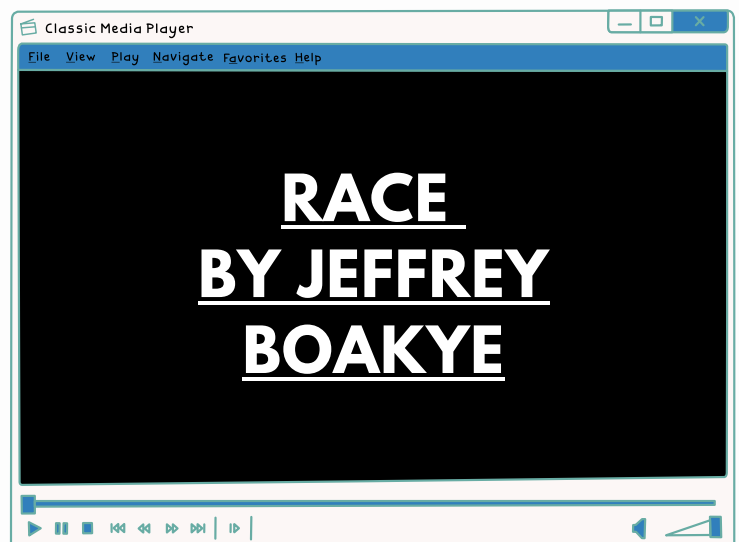 Classic Media Player
X
File View Play Navigate Favorites Help
RACE
BY JEFFREY
BOAKYE